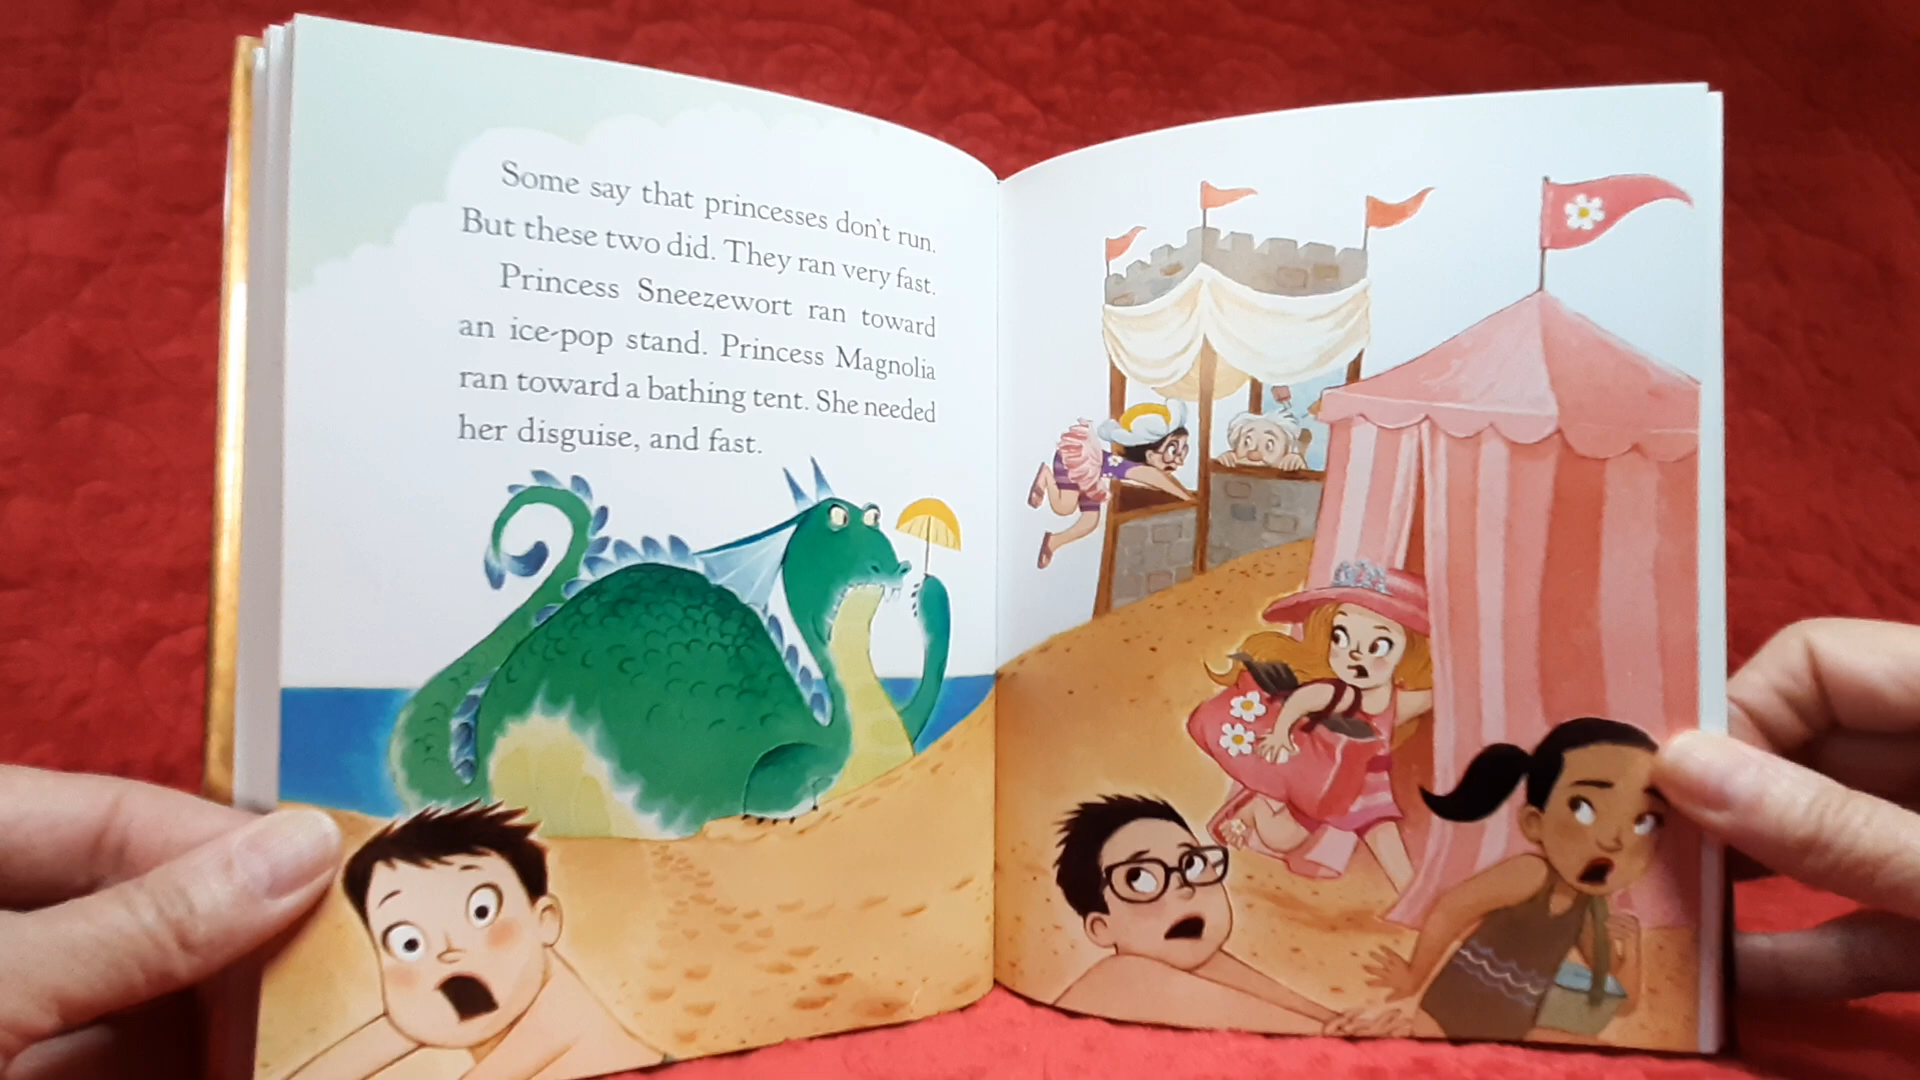 Some say that princesses don't run.
But these two did. They ran very fast.
Princess Sneezewort ran toward
an ice-pop stand. Princess Magnolia
ran toward a bathing tent. She needed
her disguise, and fast.